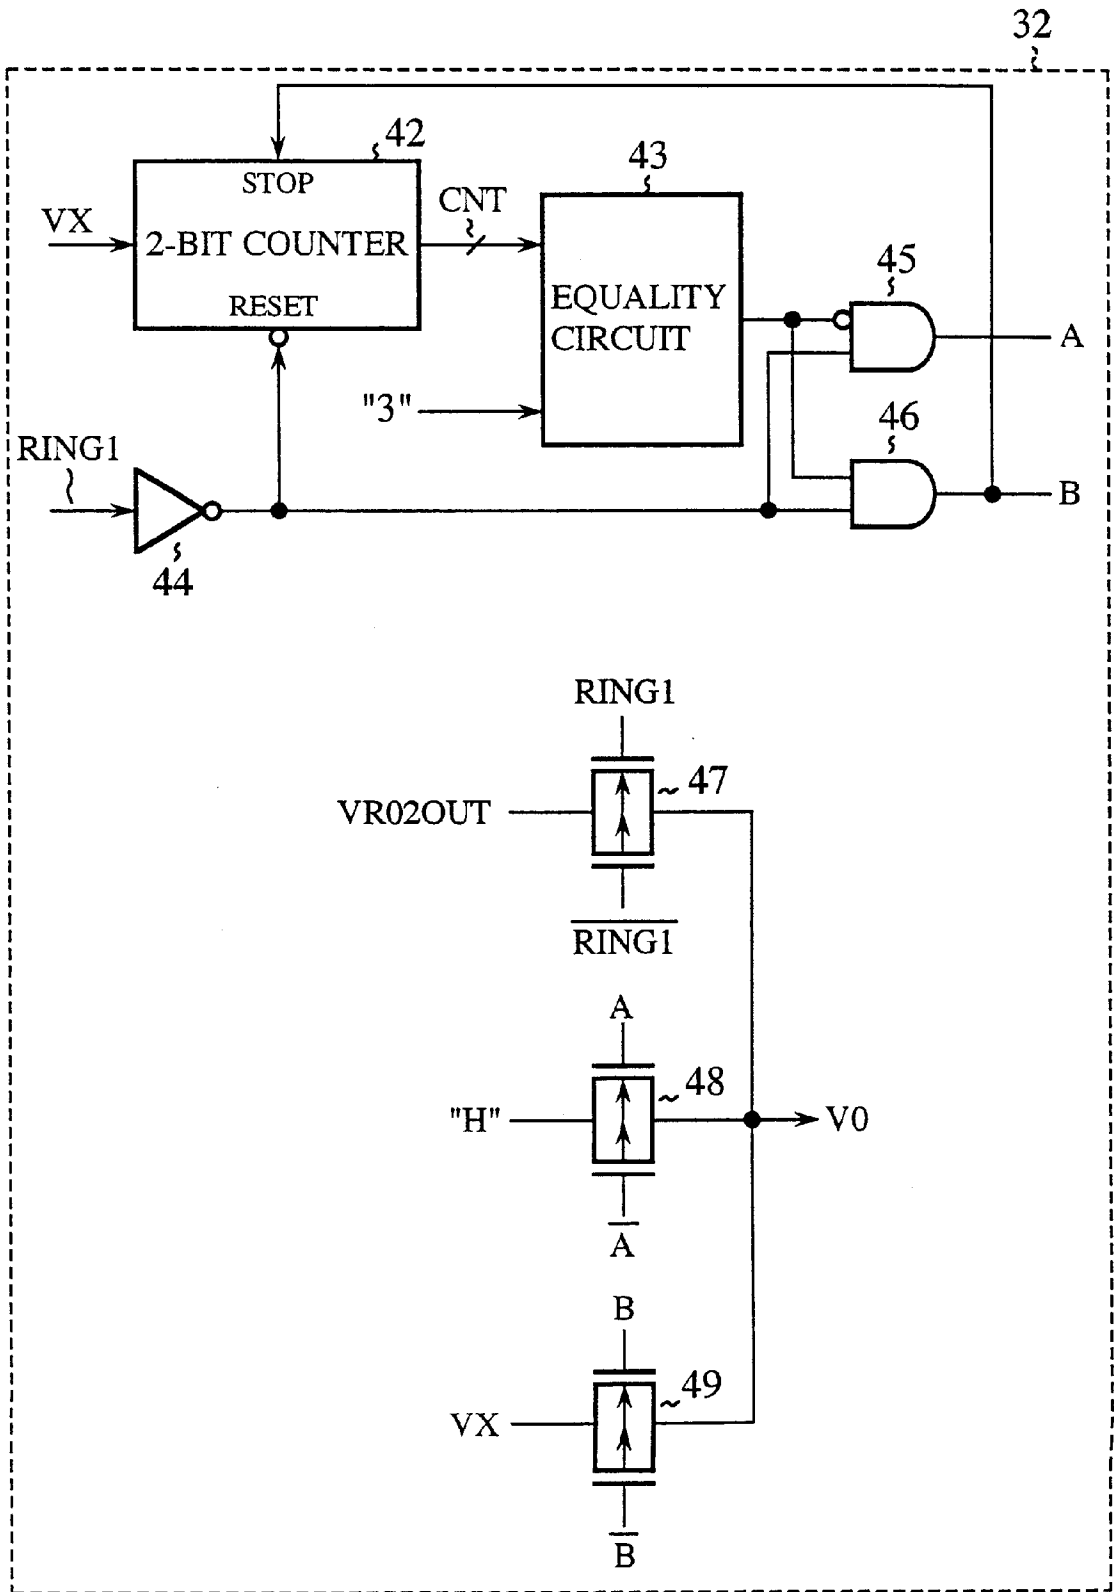 32
42
STOP
VX
2-BIT COUNTER
RESET
CNT
43
EQUALITY
CIRCUIT
"3"
45
A
46
B
RING1
44
RING1
VR02OUT
47
RING1
A
"H"
48
V0
A
B
VX
49
B